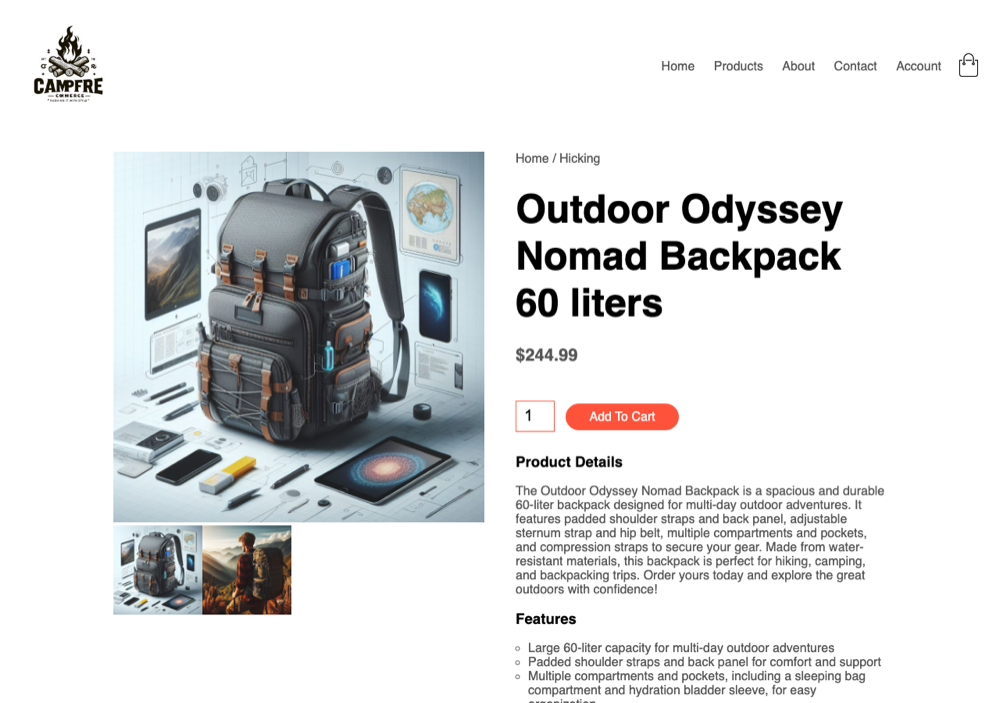 CAMPFRE
COMMERCE
Home Products About Contact Account
Home / Hicking
Outdoor Odyssey
Nomad Backpack
60 liters
$244.99
1
Add To Cart
Product Details
The Outdoor Odyssey Nomad Backpack is a spacious and durable
60-liter backpack designed for multi-day outdoor adventures. It
features padded shoulder straps and back panel, adjustable
sternum strap and hip belt, multiple compartments and pockets,
and compression straps to secure your gear. Made from water-
resistant materials, this backpack is perfect for hiking, camping,
and backpacking trips. Order yours today and explore the great
outdoors with confidence!
Features
Large 60-liter capacity for multi-day outdoor adventures
Padded shoulder straps and back panel for comfort and support
Multiple compartments and pockets, including a sleeping bag
compartment and hydration bladder sleeve, for easy